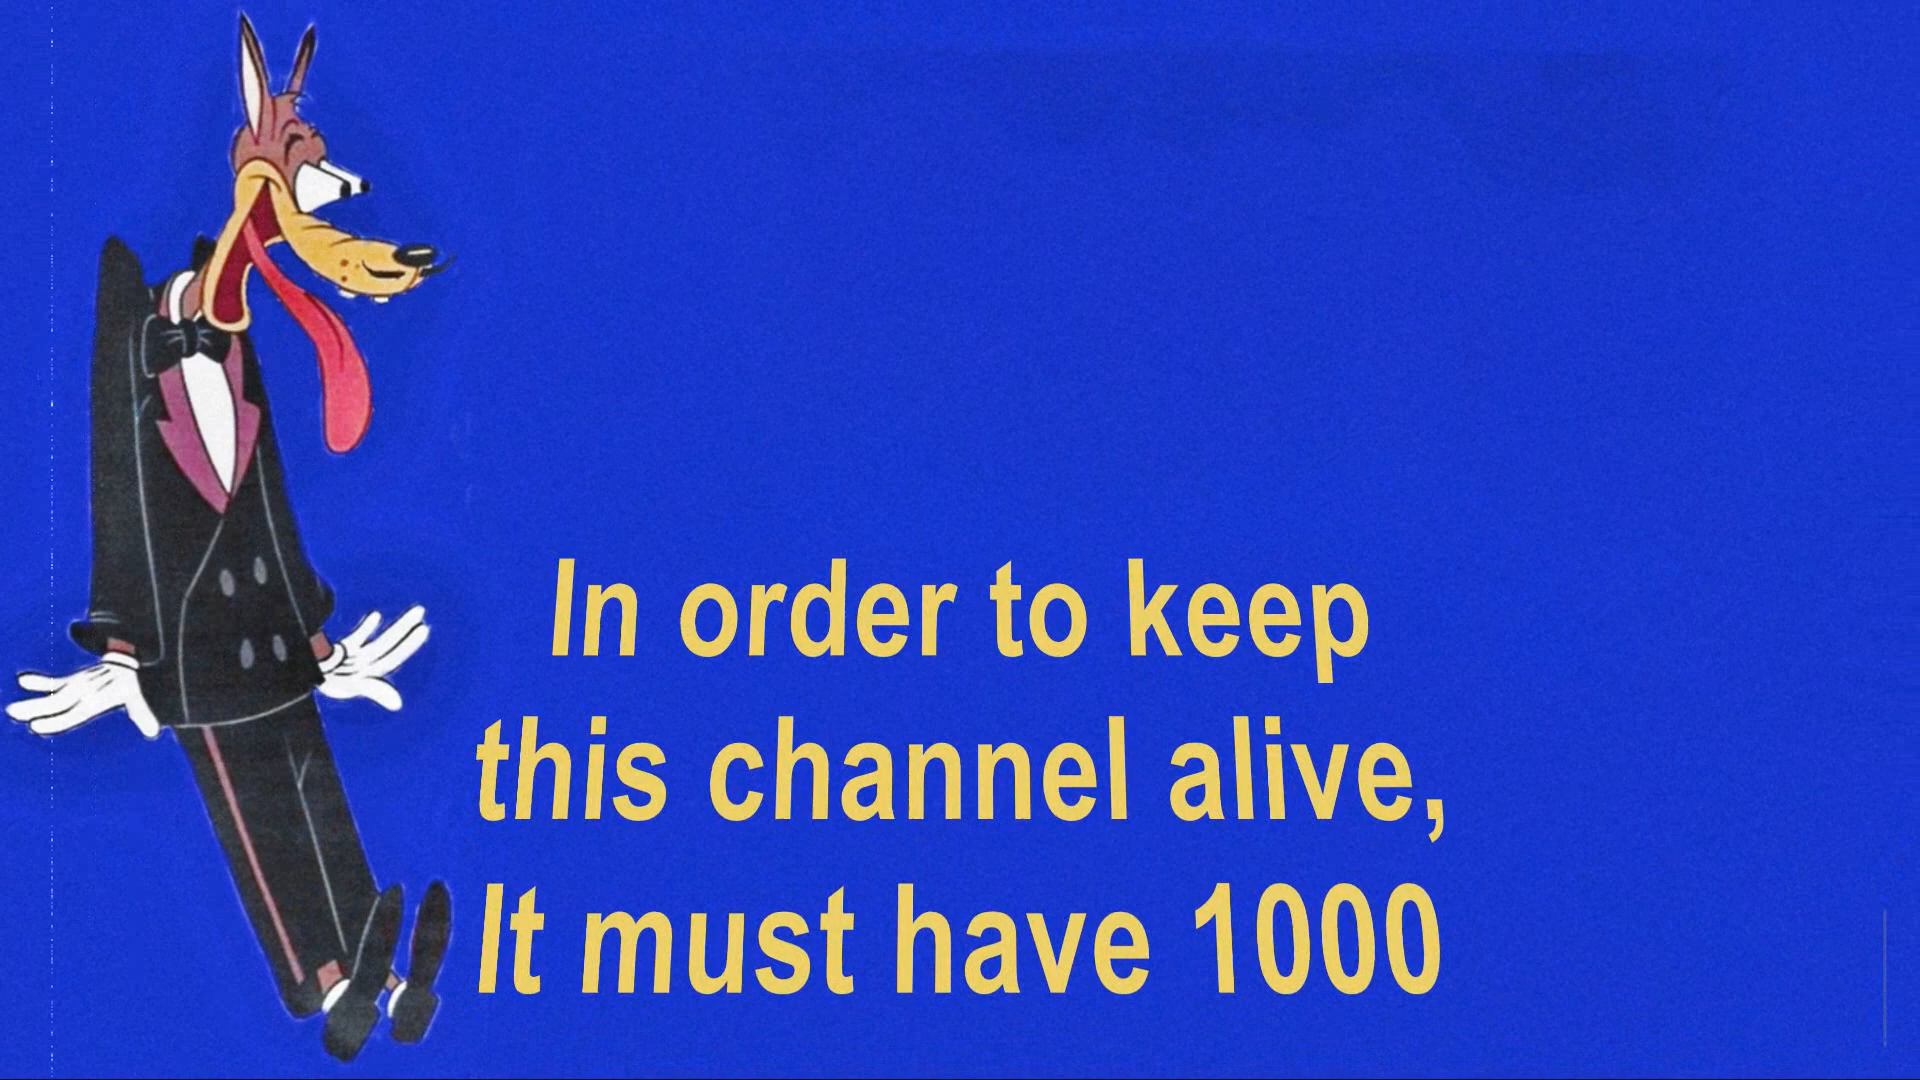 In order to keep
this channel alive,
It must have 1000